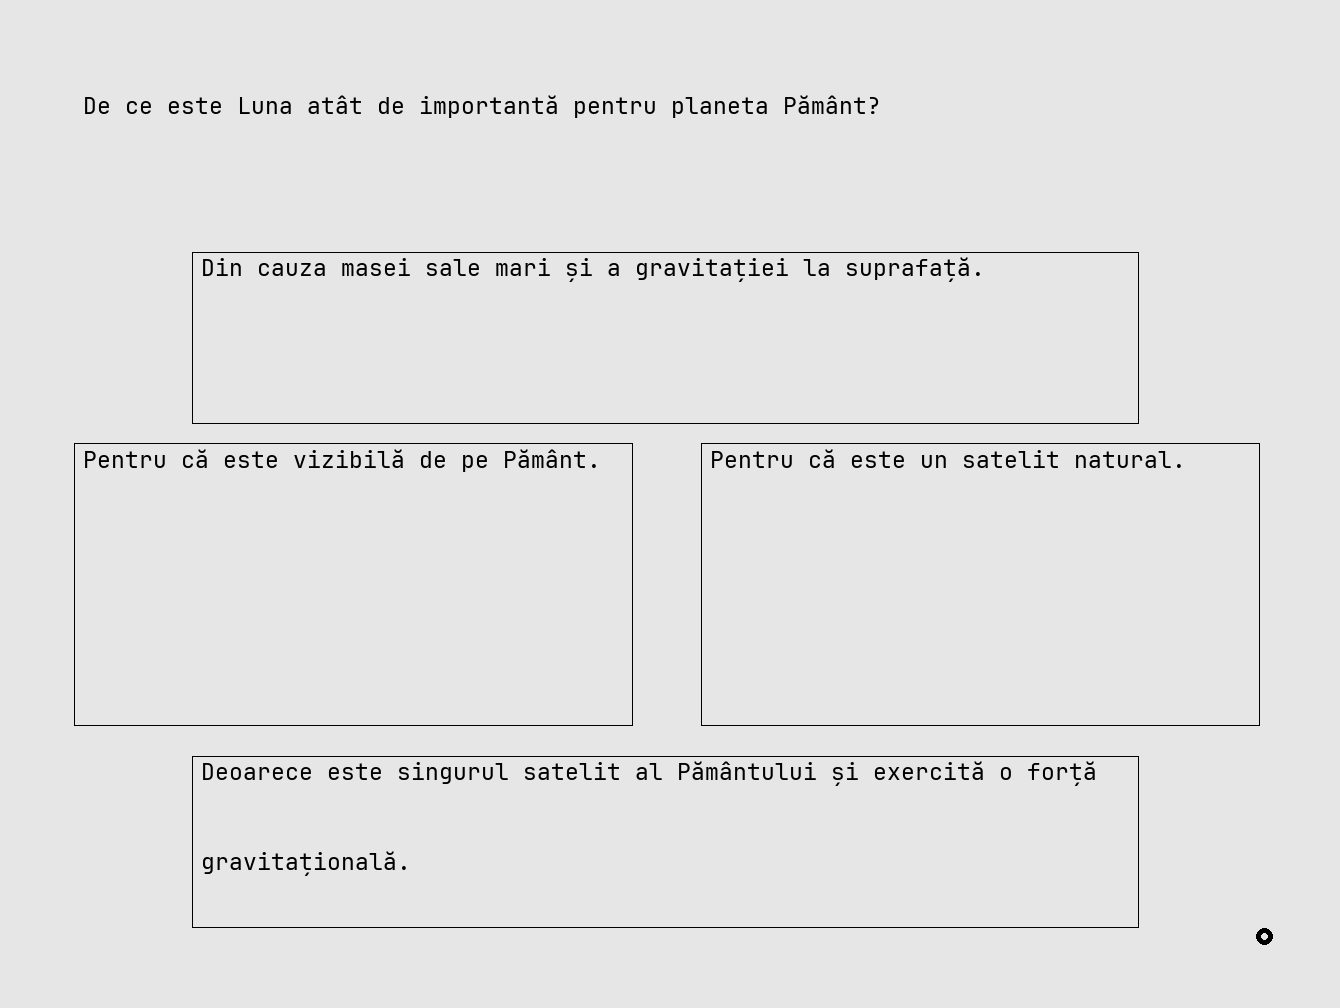 De ce este Luna atât de importantă pentru planeta Pământ?
Din cauza masei sale mari și a gravitației la suprafață.
Pentru că este vizibilă de pe Pământ.
Pentru că este un satelit natural.
Deoarece este singurul satelit al Pământului și exercită o forță
gravitațională.